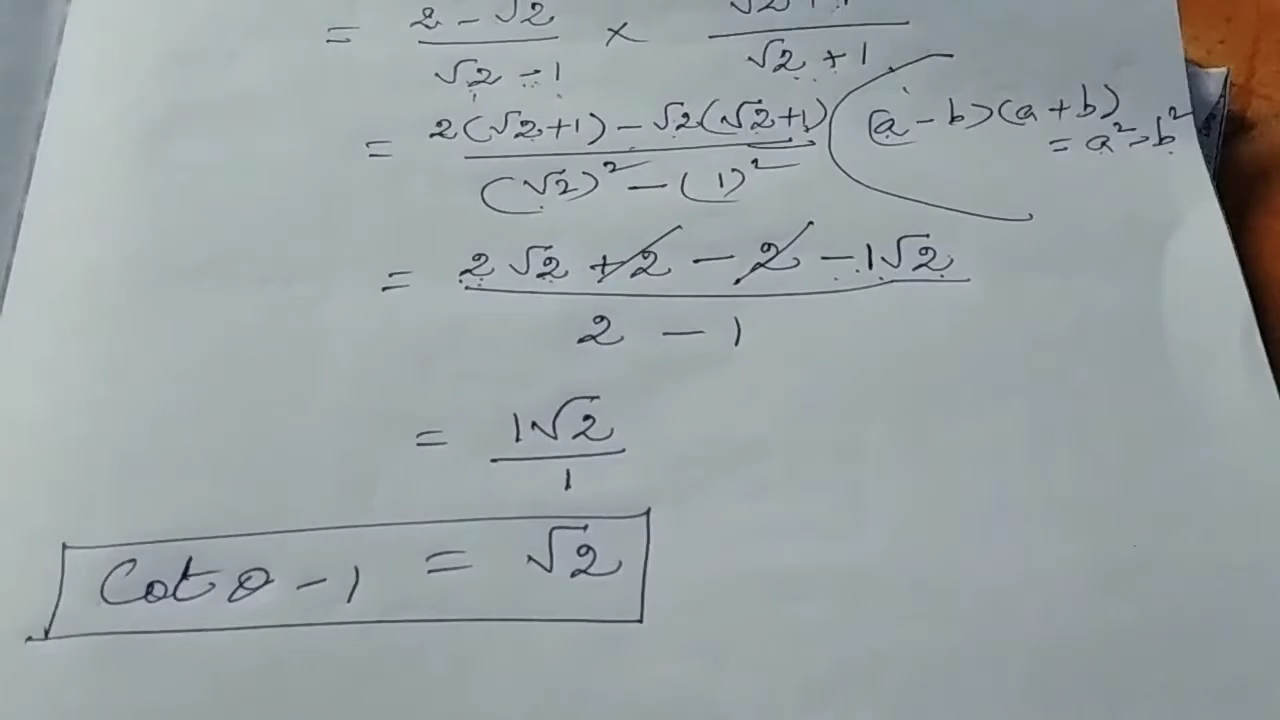 = 2 - √2 / √2 - 1 × √2 + 1 / √2 + 1
= 2(√2+1) - √2(√2+1) / (√2)² - (1)²
(a - b)(a + b)
= a² - b²
= 2√2 + 2 - 2 - 1√2 / 2 - 1
= 1√2 / 1
Cot θ - 1 = √2